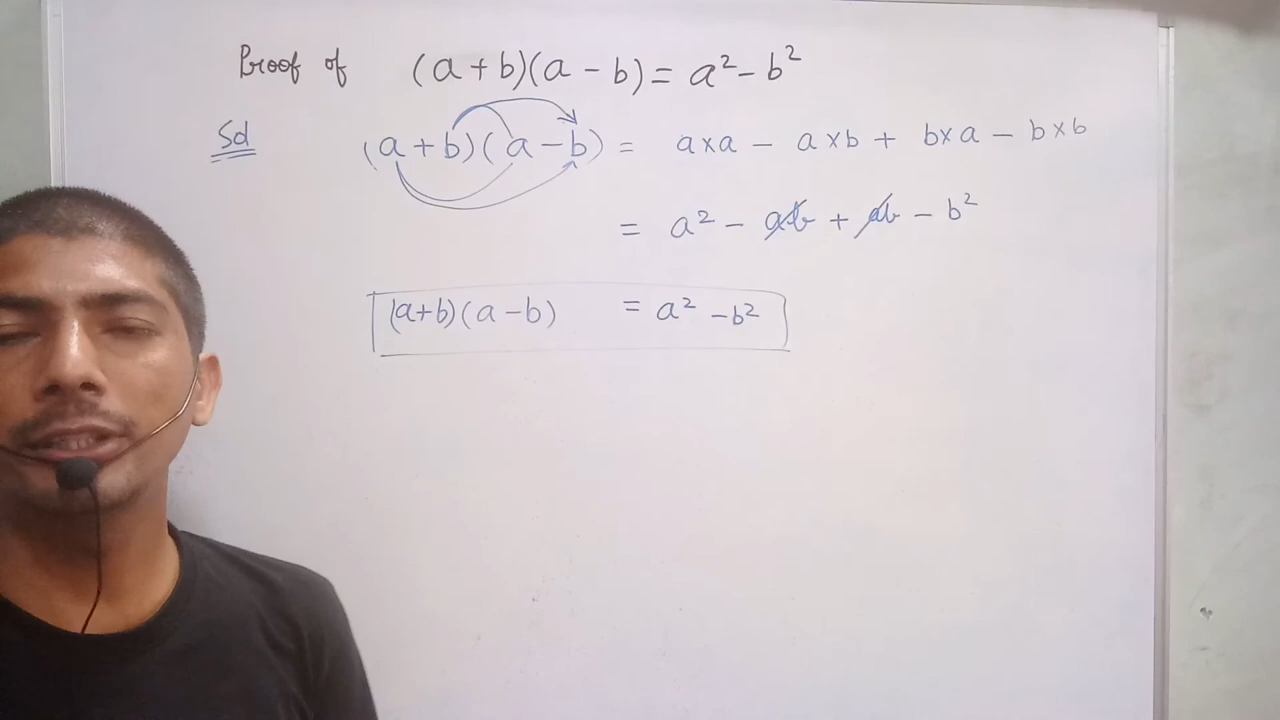 Proof of (a+b)(a-b) = a²-b²
Sol (a+b)(a-b) = a×a - a×b + b×a - b×b
= a² - ab + ab - b²
(a+b)(a-b) = a² -b²